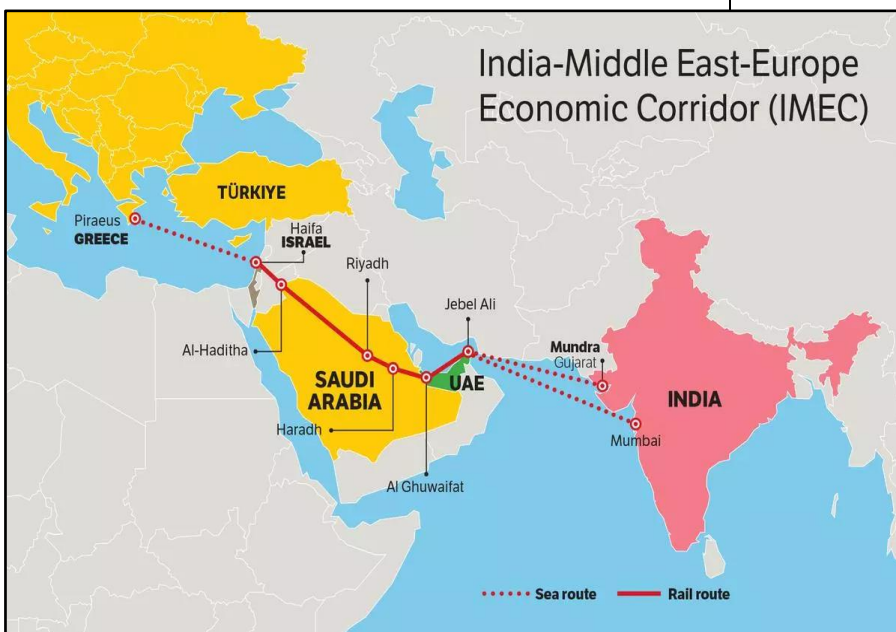 India-Middle East-Europe
Economic Corridor (IMEC)
TÜRKIYE
Piraeus
GREECE
Haifa
ISRAEL
Riyadh
Jebel Ali
Al-Haditha
Mundra
Gujarat
SAUDI
ARABIA
UAE
INDIA
Haradh
Mumbai
Al Ghuwaifat
Sea route
Rail route